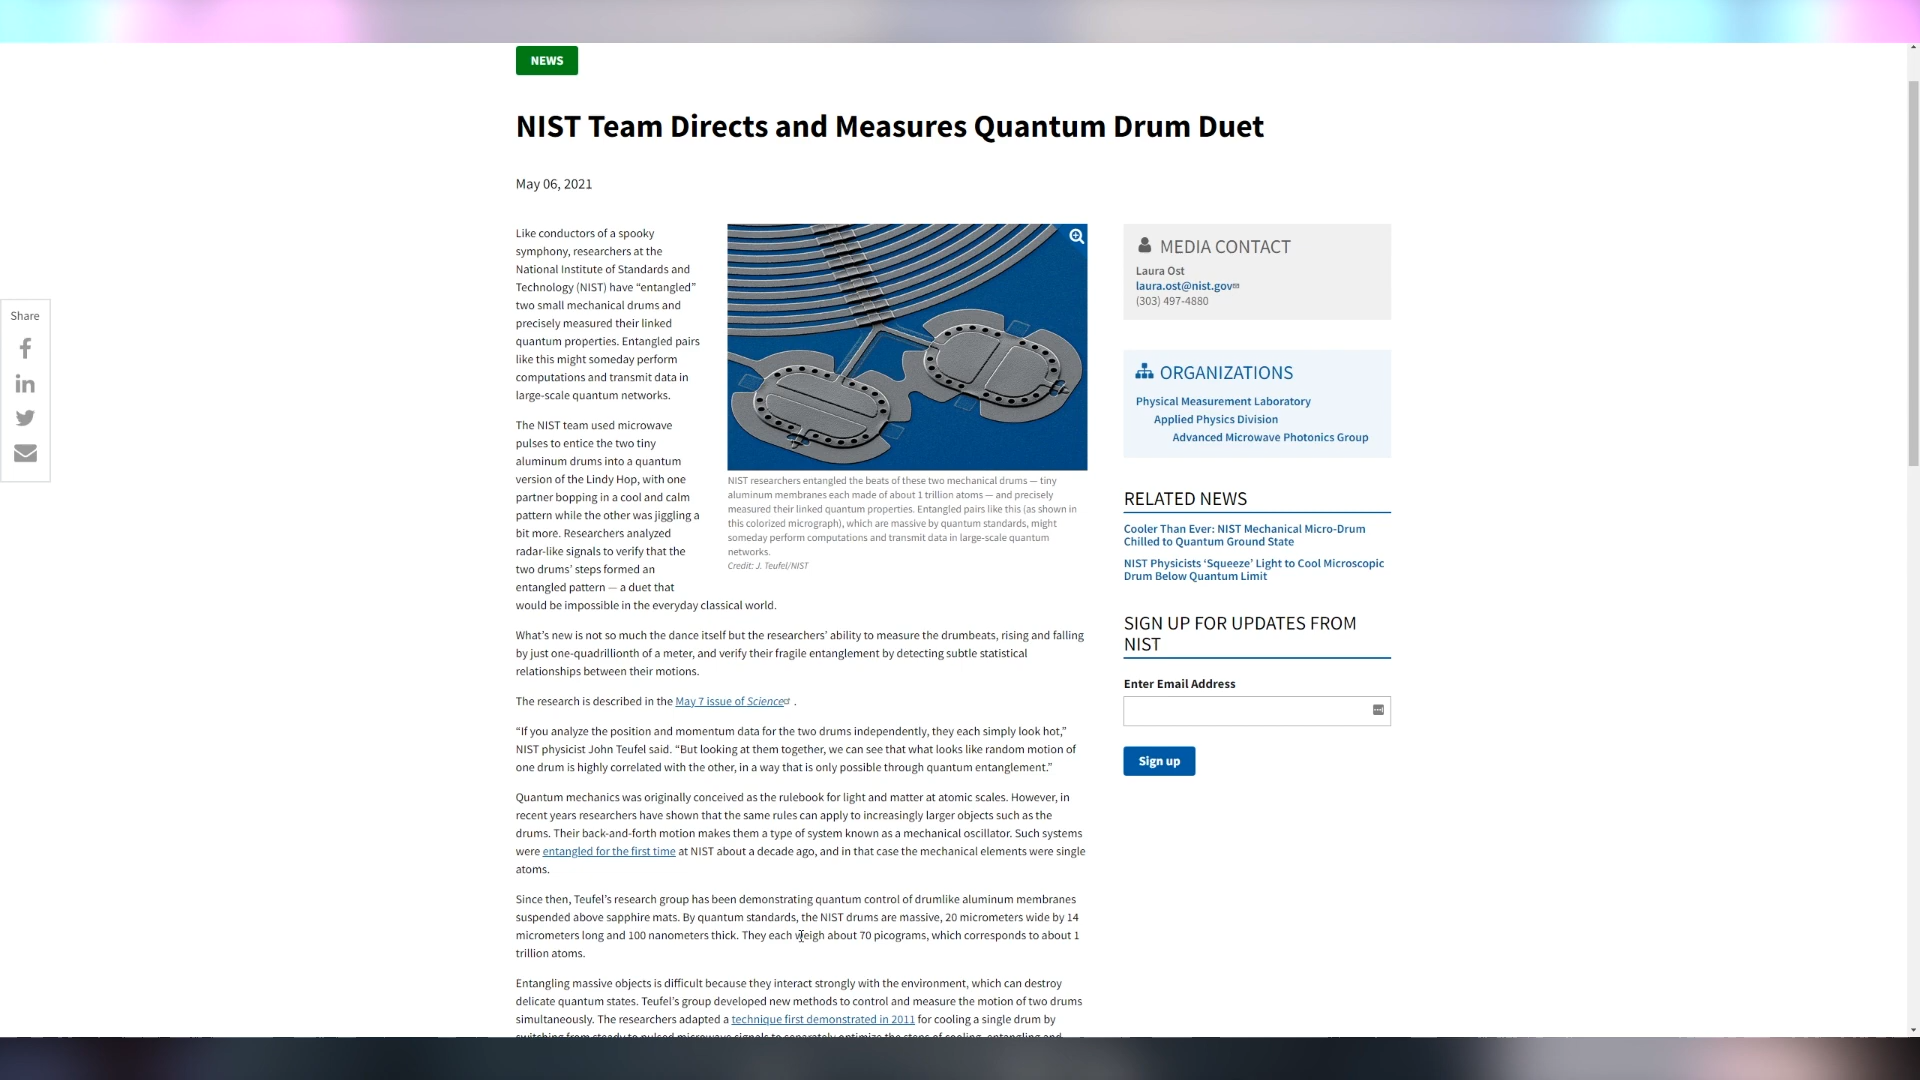 NEWS
NIST Team Directs and Measures Quantum Drum Duet
May 06, 2021
Share
Like conductors of a spooky
symphony, researchers at the
National Institute of Standards and
Technology (NIST) have “entangled”
two small mechanical drums and
precisely measured their linked
quantum properties. Entangled pairs
like this might someday perform
computations and transmit data in
large-scale quantum networks.
The NIST team used microwave
pulses to entice the two tiny
aluminum drums into a quantum
version of the Lindy Hop, with one
partner bopping in a cool and calm
pattern while the other was jiggling a
bit more. Researchers analyzed
radar-like signals to verify that the
two drums’ steps formed an
entangled pattern — a duet that
would be impossible in the everyday classical world.
NIST researchers entangled the beats of these two mechanical drums — tiny
aluminum membranes each made of about 1 trillion atoms — and precisely
measured their linked quantum properties. Entangled pairs like this (as shown in
this colorized micrograph), which are massive by quantum standards, might
someday perform computations and transmit data in large-scale quantum
networks.
Credit: J. Teufel/NIST
What’s new is not so much the dance itself but the researchers’ ability to measure the drumbeats, rising and falling
by just one-quadrillionth of a meter, and verify their fragile entanglement by detecting subtle statistical
relationships between their motions.
The research is described in the May 7 issue of Science .
“If you analyze the position and momentum data for the two drums independently, they each simply look hot,”
NIST physicist John Teufel said. “But looking at them together, we can see that what looks like random motion of
one drum is highly correlated with the other, in a way that is only possible through quantum entanglement.”
Quantum mechanics was originally conceived as the rulebook for light and matter at atomic scales. However, in
recent years researchers have shown that the same rules can apply to increasingly larger objects such as the
drums. Their back-and-forth motion makes them a type of system known as a mechanical oscillator. Such systems
were entangled for the first time at NIST about a decade ago, and in that case the mechanical elements were single
atoms.
Since then, Teufel’s research group has been demonstrating quantum control of drumlike aluminum membranes
suspended above sapphire mats. By quantum standards, the NIST drums are massive, 20 micrometers wide by 14
micrometers long and 100 nanometers thick. They each weigh about 70 picograms, which corresponds to about 1
trillion atoms.
Entangling massive objects is difficult because they interact strongly with the environment, which can destroy
delicate quantum states. Teufel’s group developed new methods to control and measure the motion of two drums
simultaneously. The researchers adapted a technique first demonstrated in 2011 for cooling a single drum by
switching from steady to pulsed microwave signals to separately optimize the steps of cooling, entangling and
MEDIA CONTACT
Laura Ost
laura.ost@nist.gov
(303) 497-4880
ORGANIZATIONS
Physical Measurement Laboratory
Applied Physics Division
Advanced Microwave Photonics Group
RELATED NEWS
Cooler Than Ever: NIST Mechanical Micro-Drum
Chilled to Quantum Ground State
NIST Physicists ‘Squeeze’ Light to Cool Microscopic
Drum Below Quantum Limit
SIGN UP FOR UPDATES FROM
NIST
Enter Email Address
Sign up